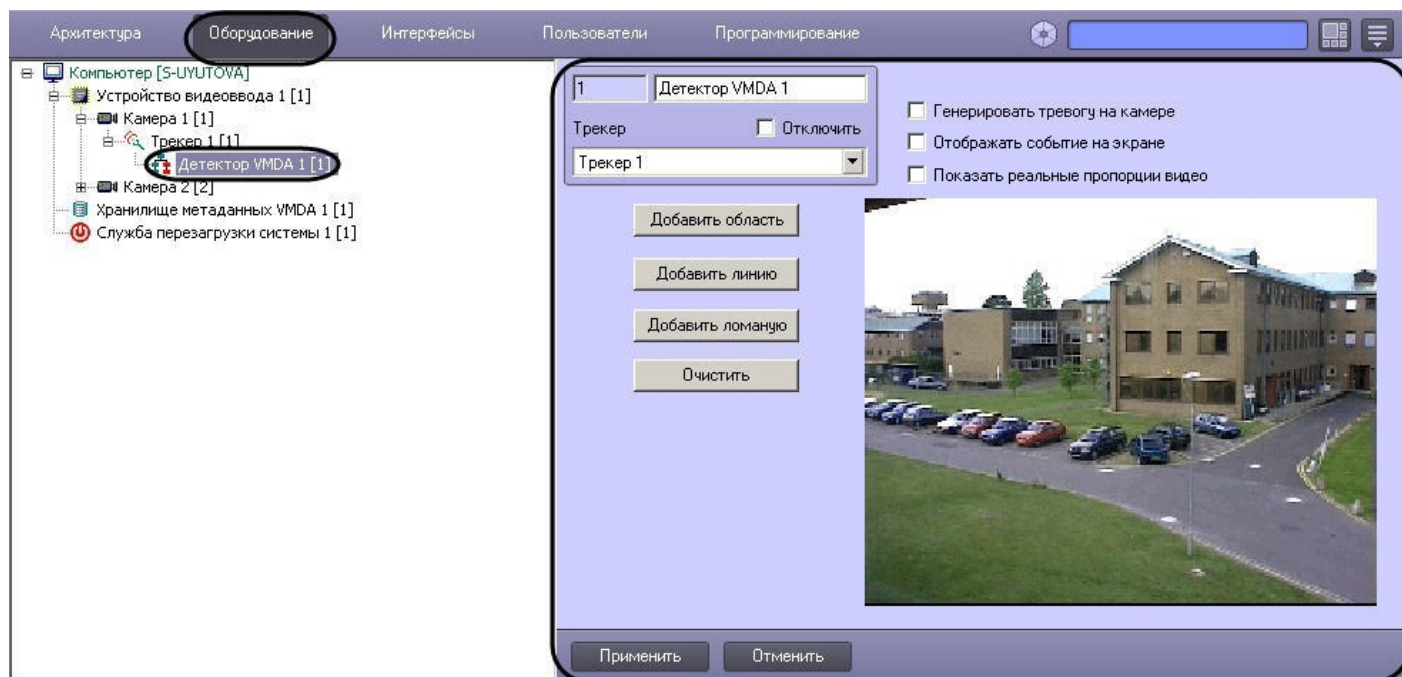 Архитектура Оборудование Интерфейсы Пользователи Программирование
Компьютер [S-UYUTOVA]
Устройство видеоввода 1 [1]
Камера 1 [1]
Трекер 1 [1]
Детектор VMDA 1 [1]
Камера 2 [2]
Хранилище метаданных VMDA 1 [1]
Служба перезагрузки системы 1 [1]
1 Детектор VMDA 1
Трекер Отключить
Трекер 1
Генерировать тревогу на камере
Отображать событие на экране
Показать реальные пропорции видео
Добавить область
Добавить линию
Добавить ломаную
Очистить
Применить Отменить